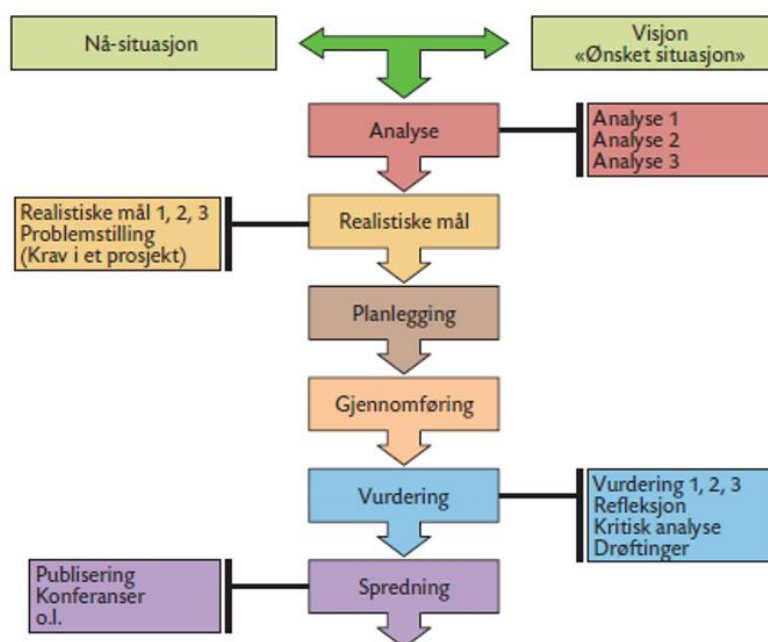 Nå-situasjon
Visjon
«Ønsket situasjon»
Analyse
Analyse 1
Analyse 2
Analyse 3
Realistiske mål 1, 2, 3
Problemstilling
(Krav i et prosjekt)
Realistiske mål
Planlegging
Gjennomføring
Vurdering
Vurdering 1, 2, 3
Refleksjon
Kritisk analyse
Drøftinger
Publisering
Konferanser
o.l.
Spredning